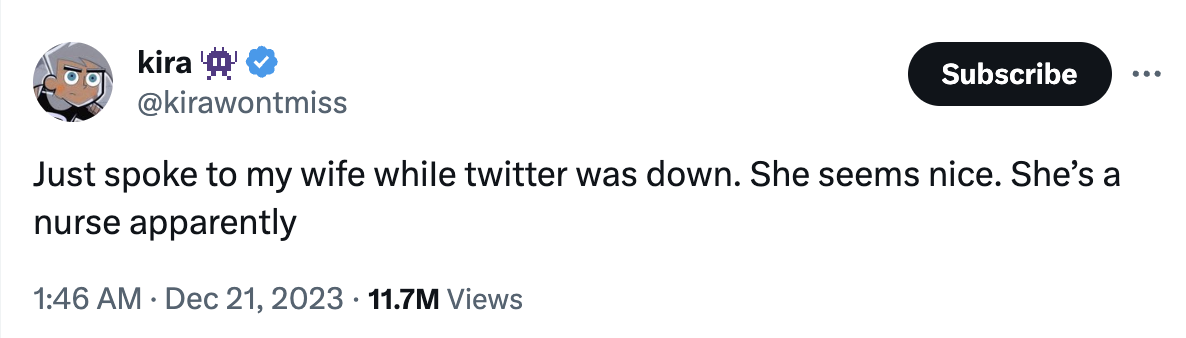 kira 👾
Subscribe
@kirawontmiss
Just spoke to my wife while twitter was down. She seems nice. She’s a
nurse apparently
1:46 AM · Dec 21, 2023 · 11.7M Views